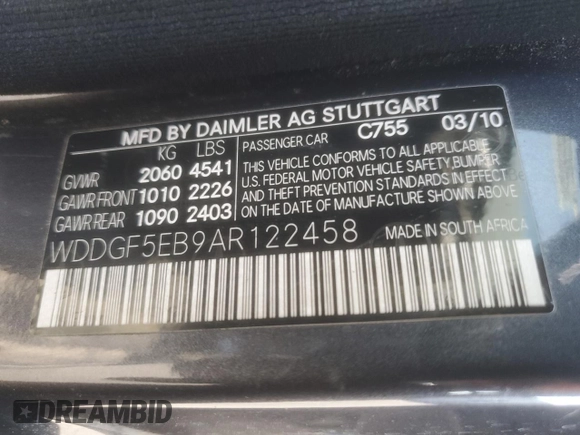 MFD BY DAIMLER AG STUTTGART
KG LBS PASSENGER CAR C755 03/10
GVWR 2060 4541
GAWR FRONT 1010 2226
GAWR REAR 1090 2403
THIS VEHICLE CONFORMS TO ALL APPLICABLE
U.S. FEDERAL MOTOR VEHICLE SAFETY, BUMPER
AND THEFT PREVENTION STANDARDS IN EFFECT
ON THE DATE OF MANUFACTURE SHOWN ABOVE.
WDDGF5EB9AR122458 MADE IN SOUTH AFRICA
DREAMBID